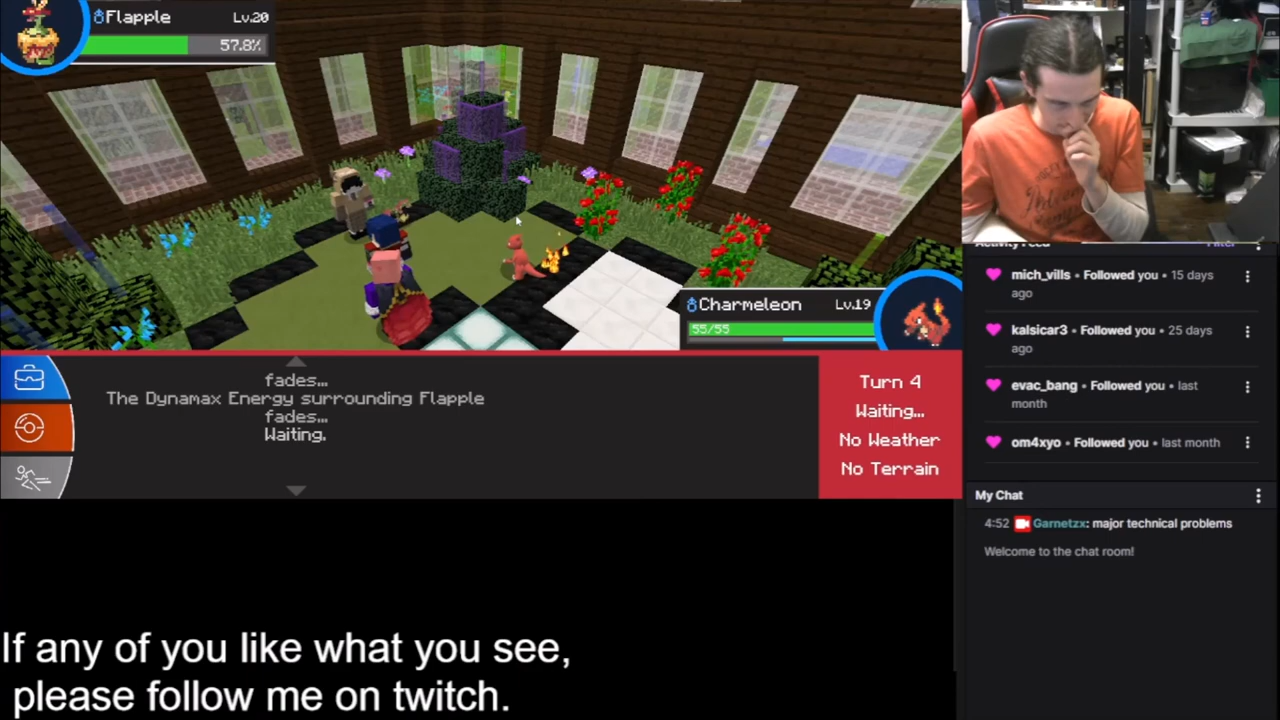 Flapple Lv.20
57.8%
Charmeleon Lv.19
55/55
fades...
The Dynamax Energy surrounding Flapple
fades...
Waiting.
Turn 4
Waiting...
No Weather
No Terrain
Activity Feed
Filter
mich_vills • Followed you • 15 days
ago
kalsicar3 • Followed you • 25 days
ago
evac_bang • Followed you • last
month
om4xyo • Followed you • last month
My Chat
4:52 Garnetzx: major technical problems
Welcome to the chat room!
If any of you like what you see,
please follow me on twitch.